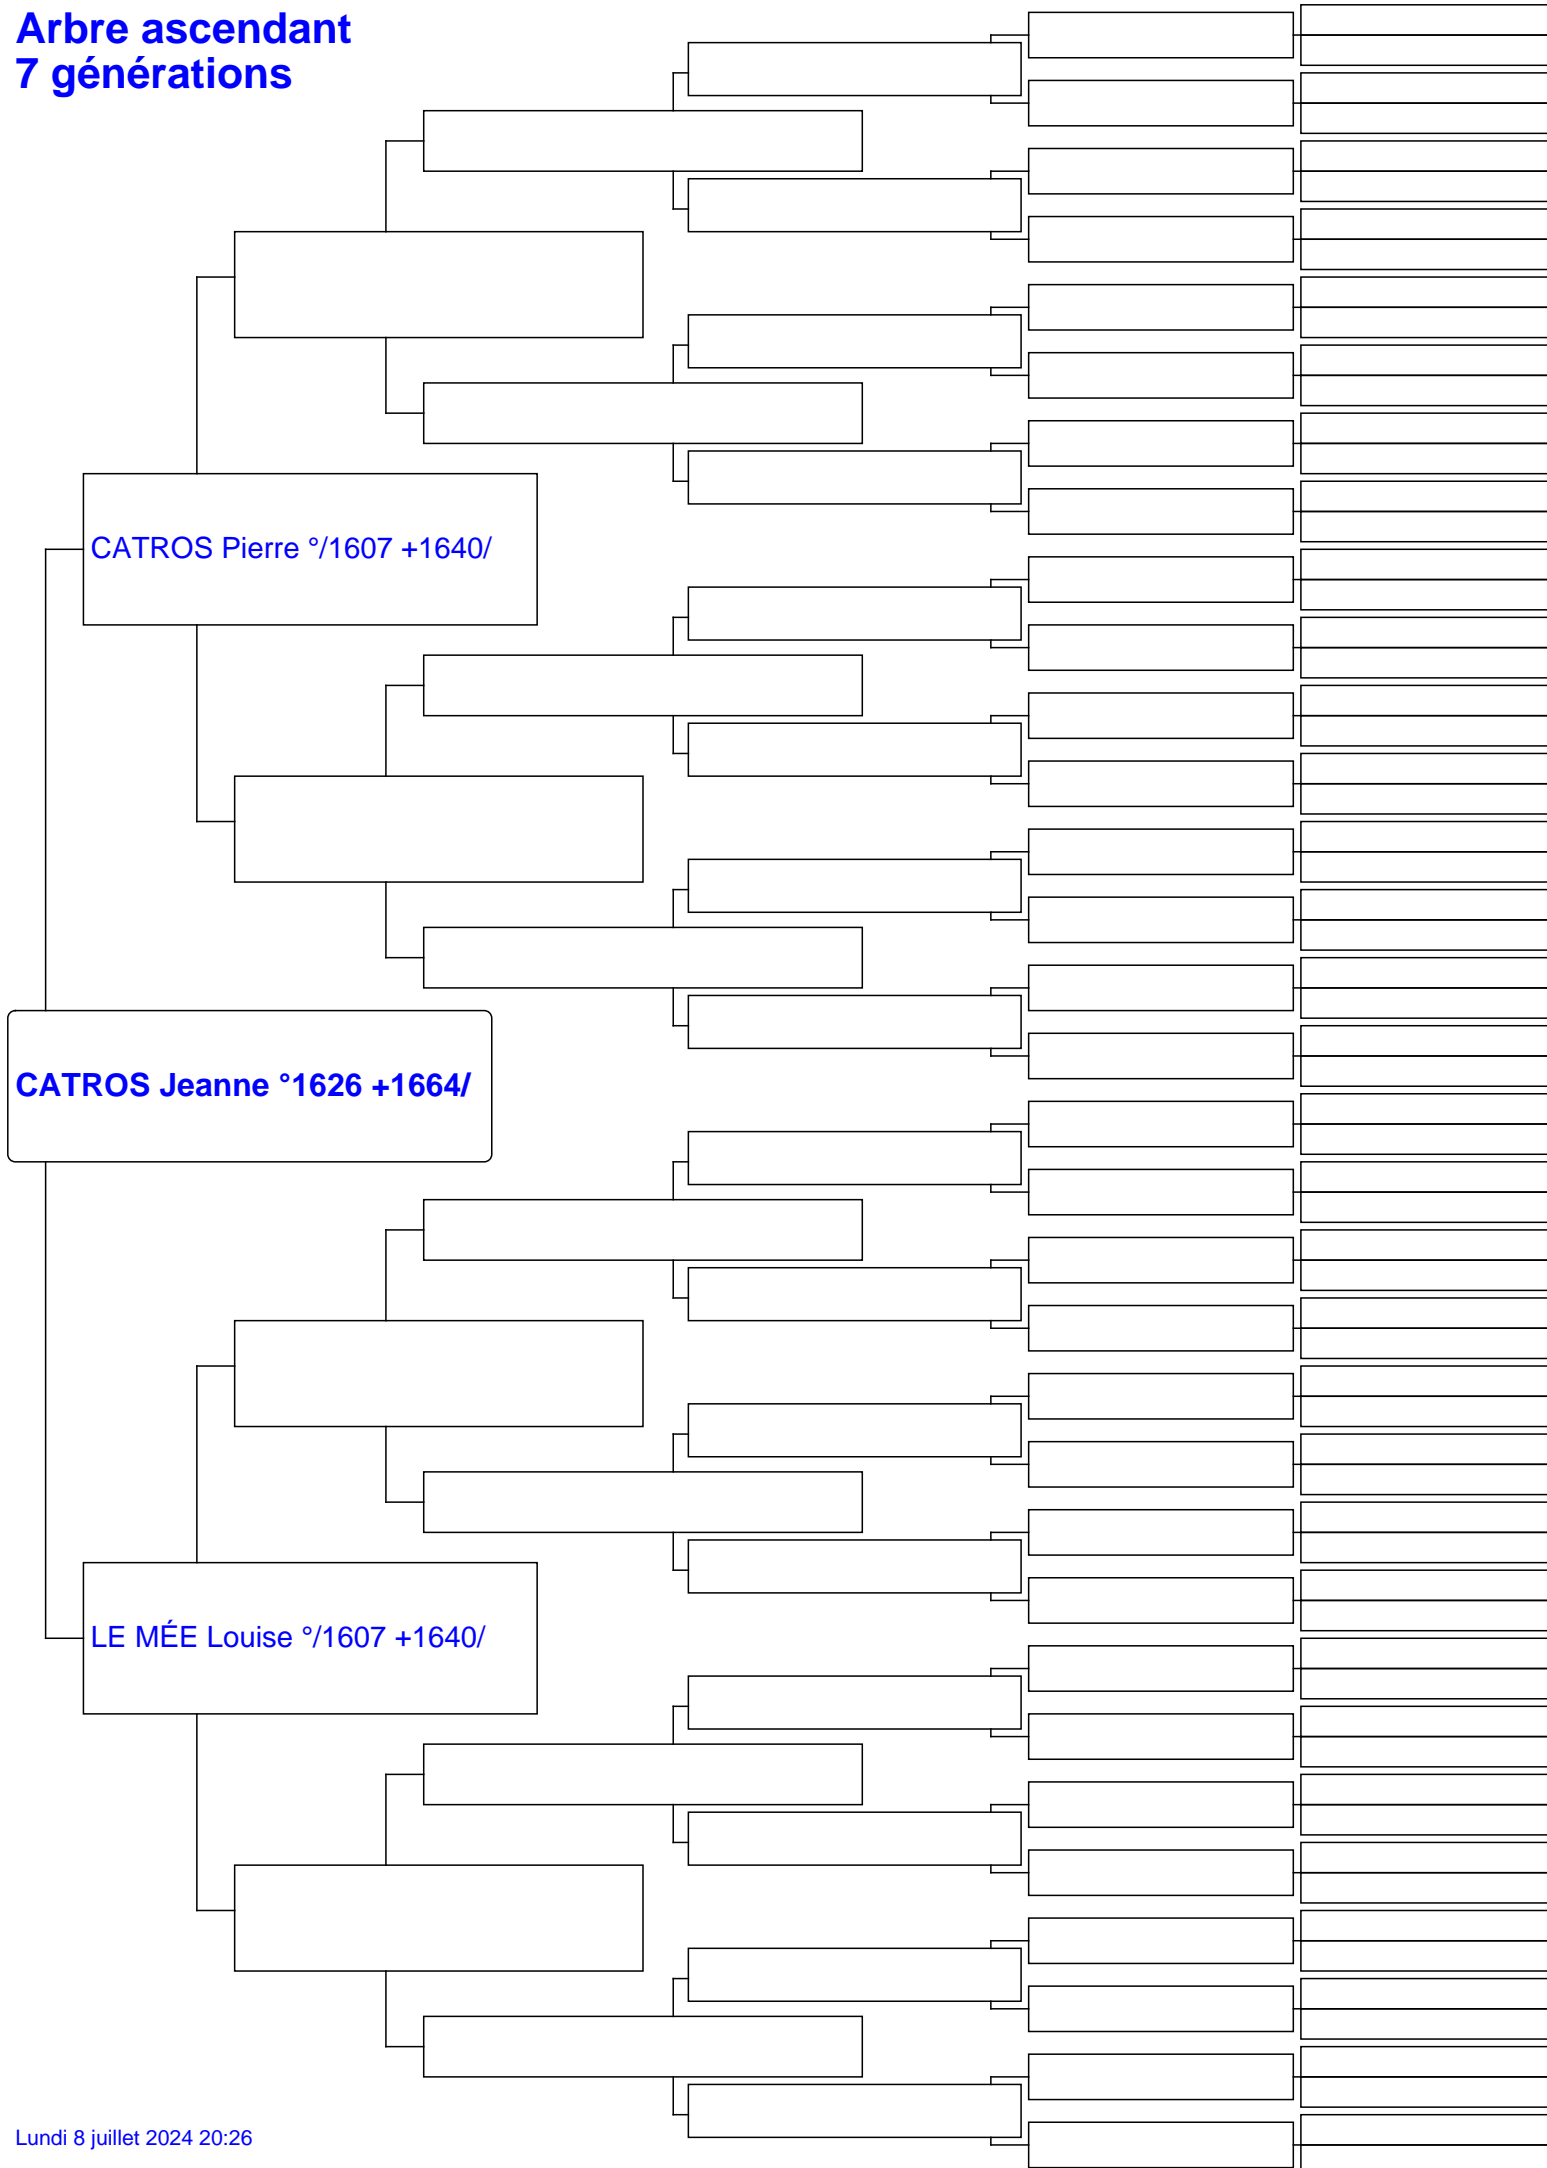 Arbre ascendant
7 générations
CATROS Pierre °/1607 +1640/
CATROS Jeanne °1626 +1664/
LE MÉE Louise °/1607 +1640/
Lundi 8 juillet 2024 20:26